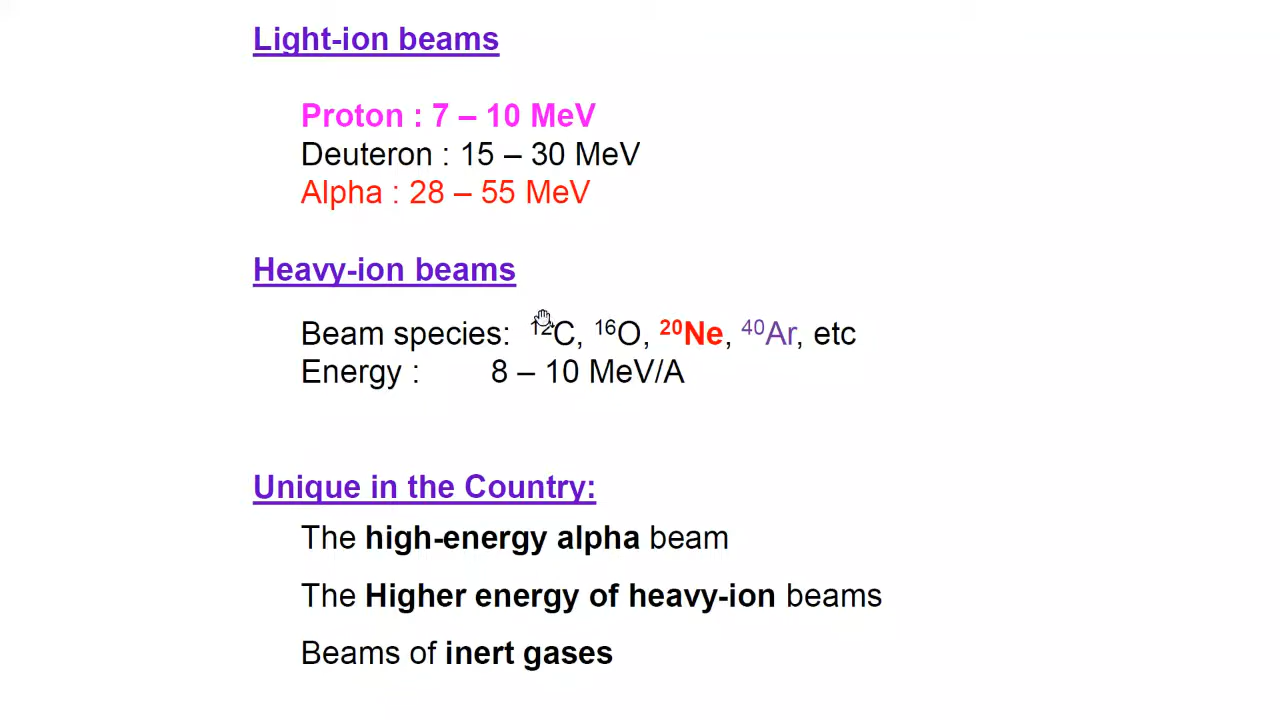 Light-ion beams
Proton : 7 – 10 MeV
Deuteron : 15 – 30 MeV
Alpha : 28 – 55 MeV
Heavy-ion beams
Beam species: ¹²C, ¹⁶O, ²⁰Ne, ⁴⁰Ar, etc
Energy : 8 – 10 MeV/A
Unique in the Country:
The high-energy alpha beam
The Higher energy of heavy-ion beams
Beams of inert gases